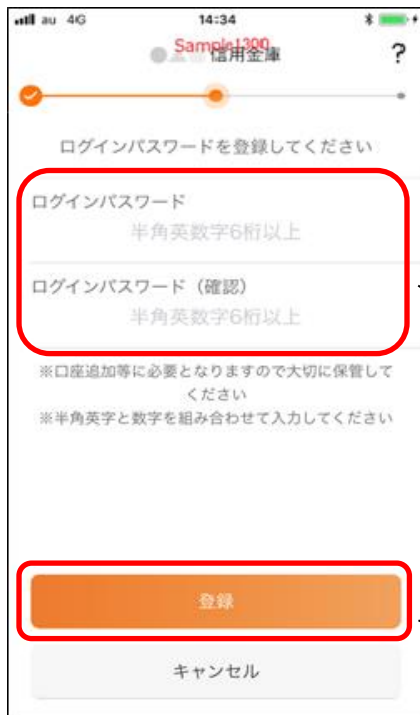 au 4G 14:34
Sample1300
信用金庫 ?
ログインパスワードを登録してください
ログインパスワード
半角英数字6桁以上
ログインパスワード(確認)
半角英数字6桁以上
※口座追加等に必要となりますので大切に保管して
ください
※半角英字と数字を組み合わせて入力してください
登録
キャンセル